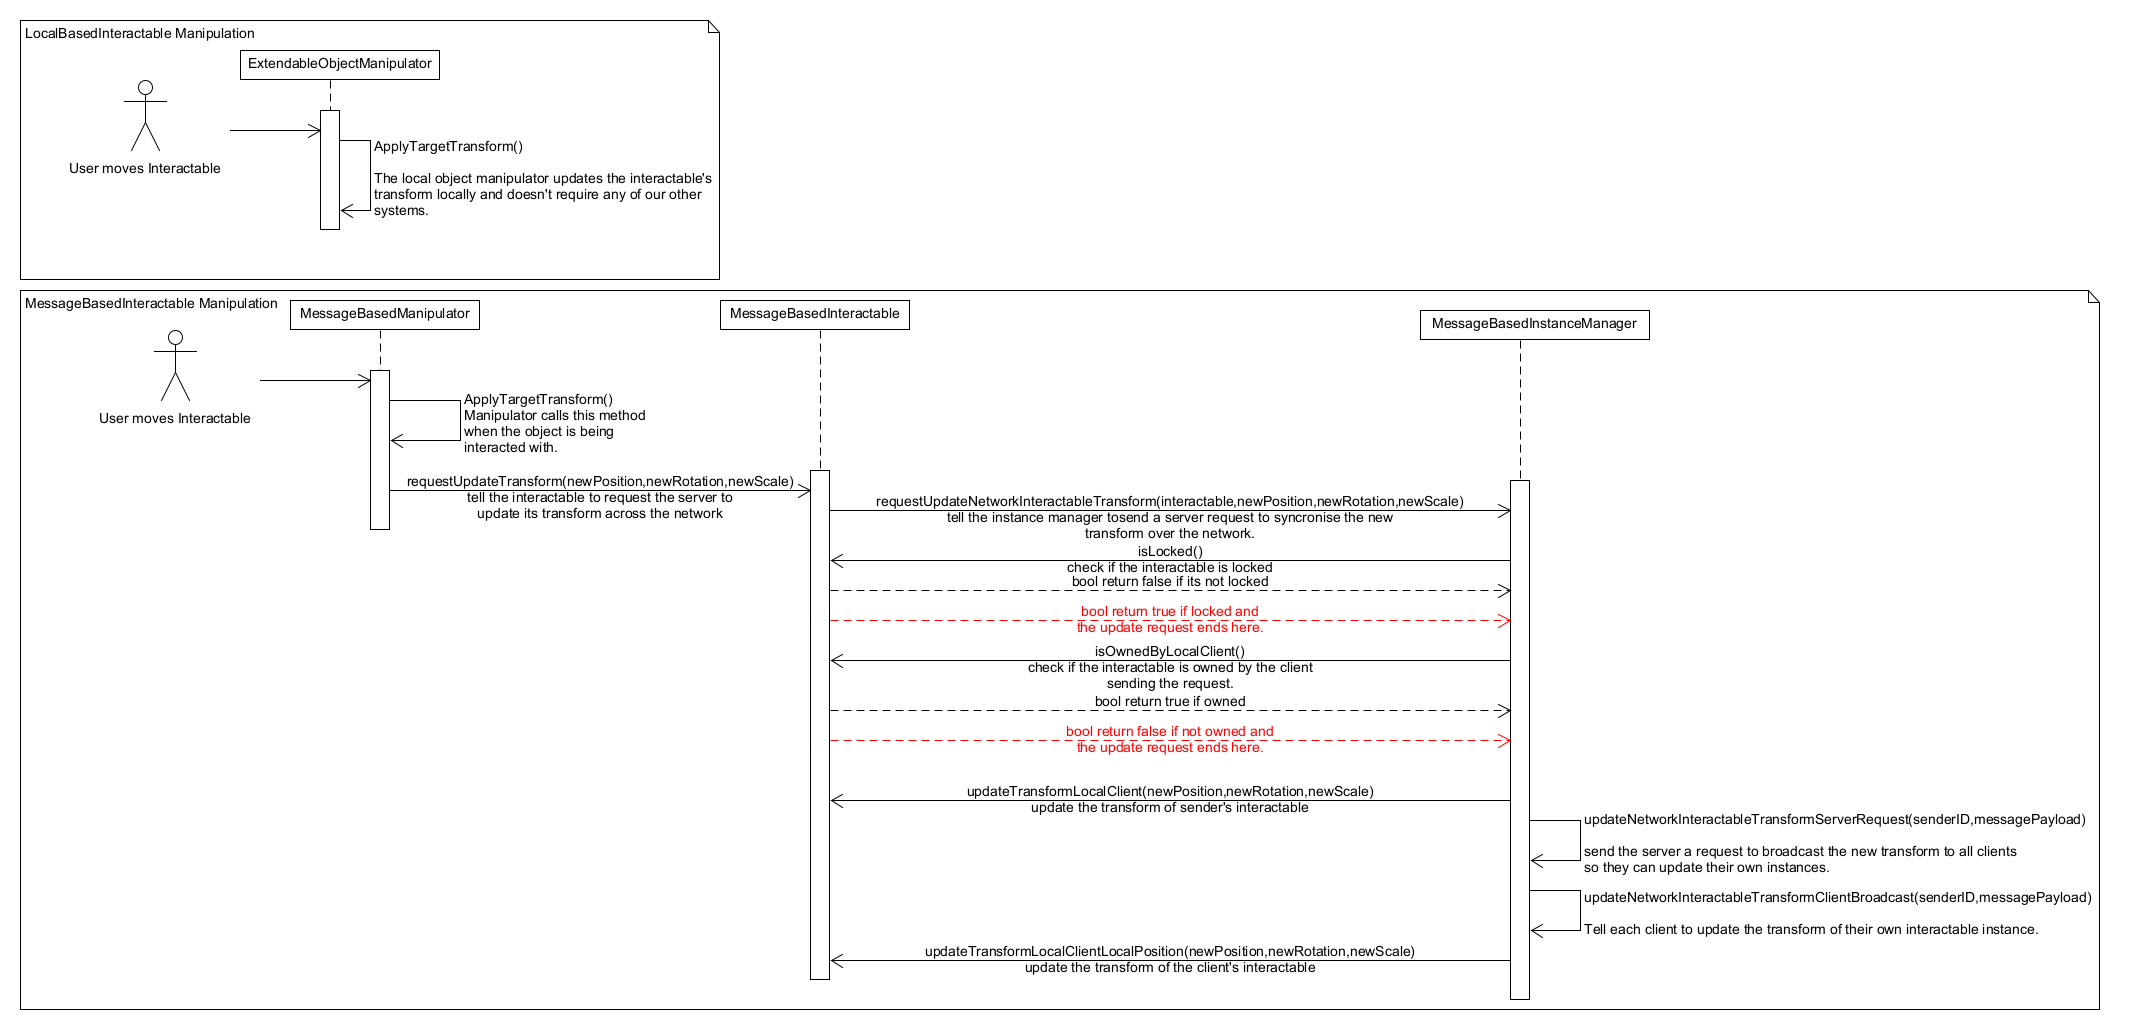 LocalBasedInteractable Manipulation
ExtendableObjectManipulator
User moves Interactable
ApplyTargetTransform()
The local object manipulator updates the interactable's
transform locally and doesn't require any of our other
systems.
MessageBasedInteractable Manipulation
MessageBasedManipulator
MessageBasedInteractable
MessageBasedInstanceManager
User moves Interactable
ApplyTargetTransform()
Manipulator calls this method
when the object is being
interacted with.
requestUpdateTransform(newPosition,newRotation,newScale)
tell the interactable to request the server to
update its transform across the network
requestUpdateNetworkInteractableTransform(interactable,newPosition,newRotation,newScale)
tell the instance manager tosend a server request to syncronise the new
transform over the network.
isLocked()
check if the interactable is locked
bool return false if its not locked
bool return true if locked and
the update request ends here.
isOwnedByLocalClient()
check if the interactable is owned by the client
sending the request.
bool return true if owned
bool return false if not owned and
the update request ends here.
updateTransformLocalClient(newPosition,newRotation,newScale)
update the transform of sender's interactable
updateNetworkInteractableTransformServerRequest(senderID,messagePayload)
send the server a request to broadcast the new transform to all clients
so they can update their own instances.
updateNetworkInteractableTransformClientBroadcast(senderID,messagePayload)
Tell each client to update the transform of their own interactable instance.
updateTransformLocalClientLocalPosition(newPosition,newRotation,newScale)
update the transform of the client's interactable